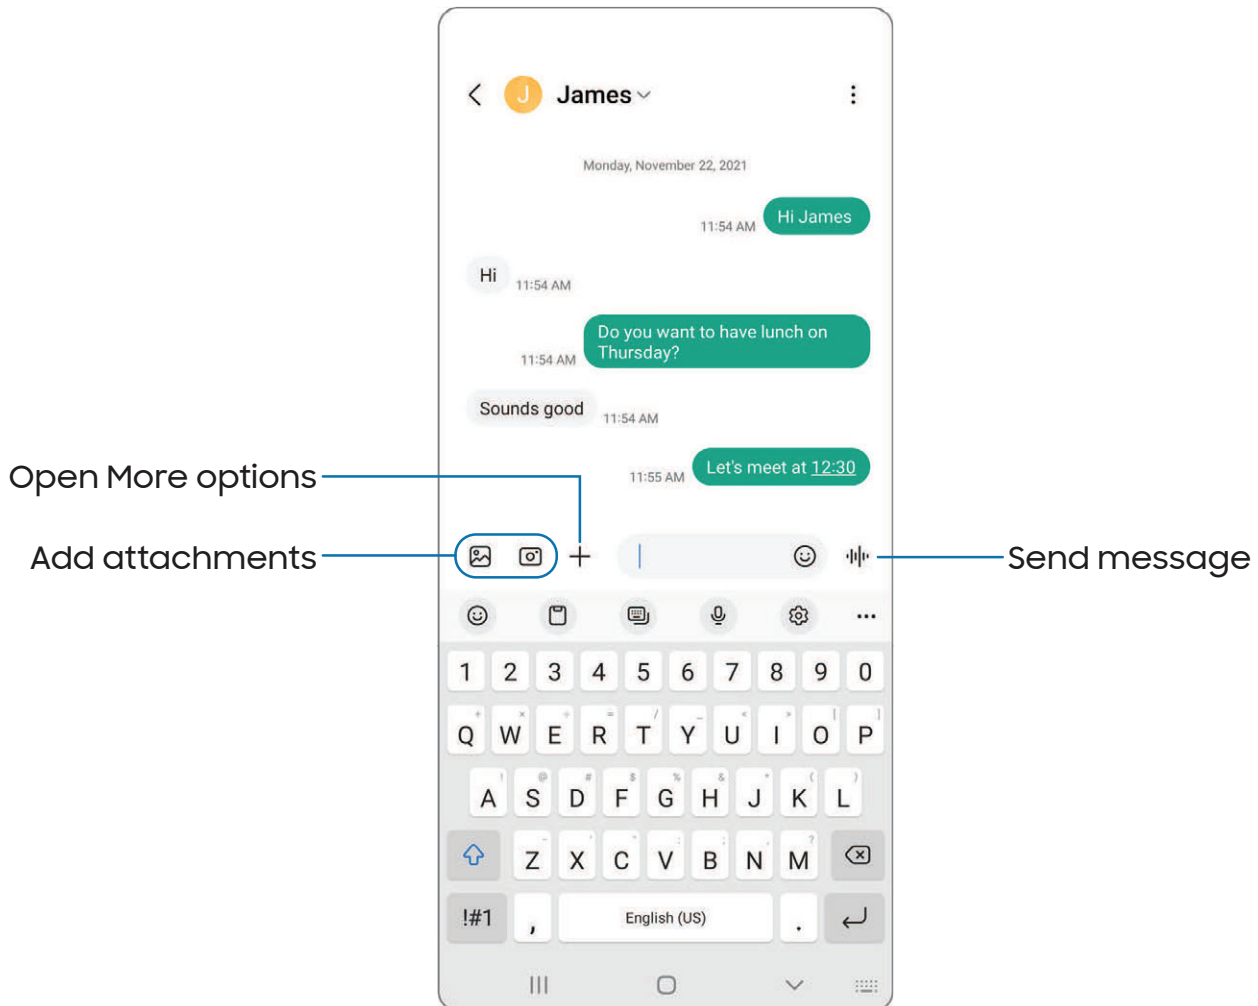 J James
Monday, November 22, 2021
11:54 AM Hi James
Hi 11:54 AM
Do you want to have lunch on
11:54 AM Thursday?
Sounds good 11:54 AM
Open More options
11:55 AM Let's meet at 12:30
Add attachments
Send message
1 2 3 4 5 6 7 8 9 0
+ × ÷ = / _ < > [ ]
Q W E R T Y U I O P
! @ # $ % & * ( )
A S D F G H J K L
- ' " : ; , ?
Z X C V B N M
!#1 , English (US) .